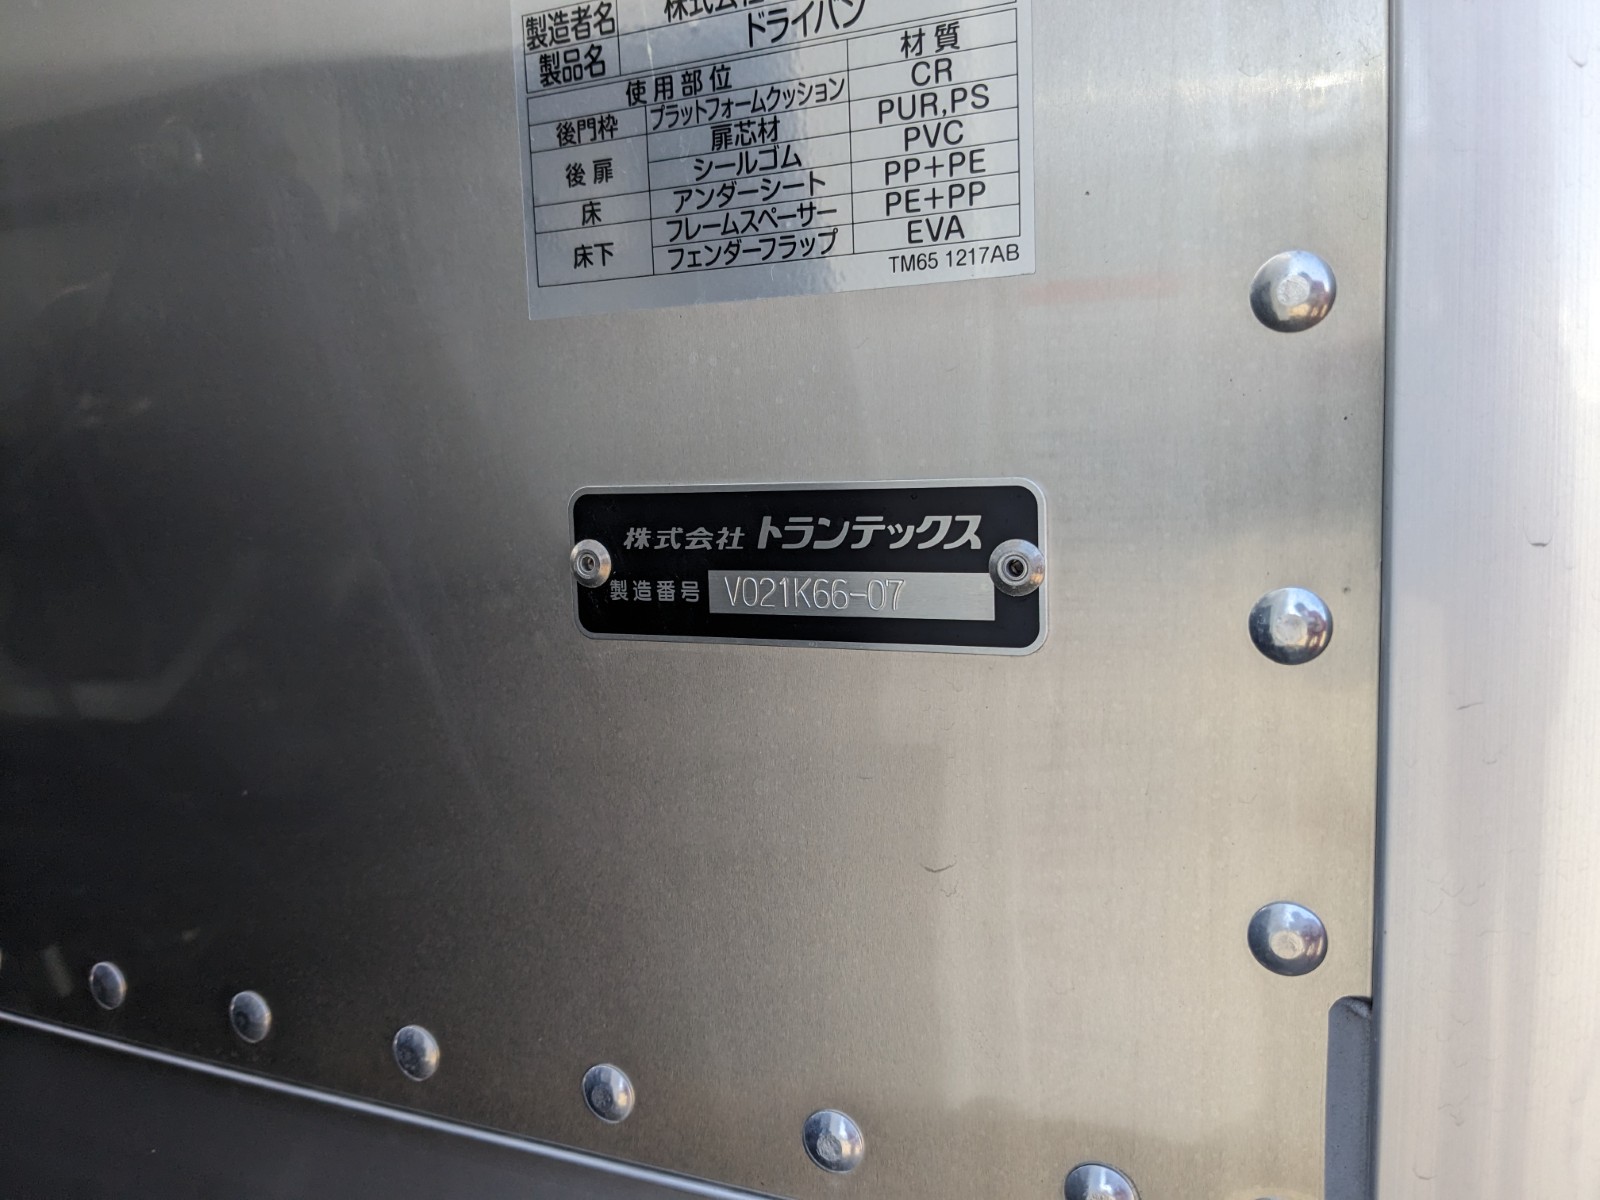 製造者名 株式会社
製品名 ドライバン
使用部位 材質
後門枠 プラットフォームクッション CR
後扉 扉芯材 PUR,PS
シールゴム PVC
床 アンダーシート PP+PE
床下 フレームスペーサー PE+PP
フェンダーフラップ EVA
TM65 1217AB
株式会社 トランテックス
製造番号 V021K66-07